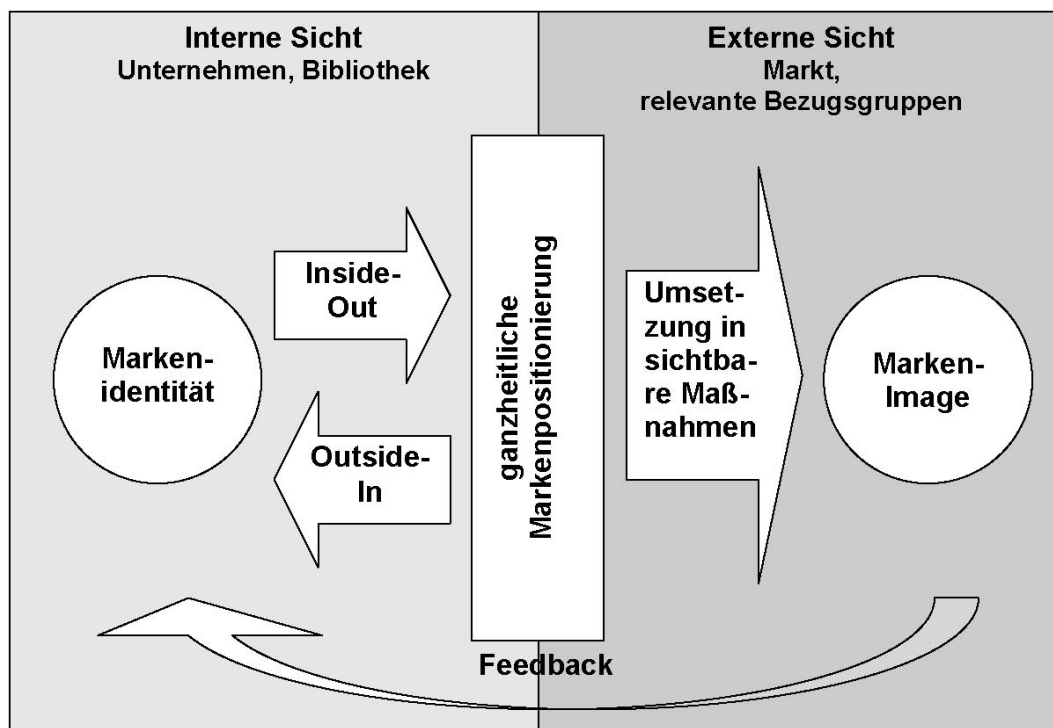 Interne Sicht
Unternehmen, Bibliothek
Externe Sicht
Markt,
relevante Bezugsgruppen
Marken-
identität
Inside-
Out
Outside-
In
ganzheitliche
Markenpositionierung
Umset-
zung in
sichtba-
re Maß-
nahmen
Marken-
Image
Feedback